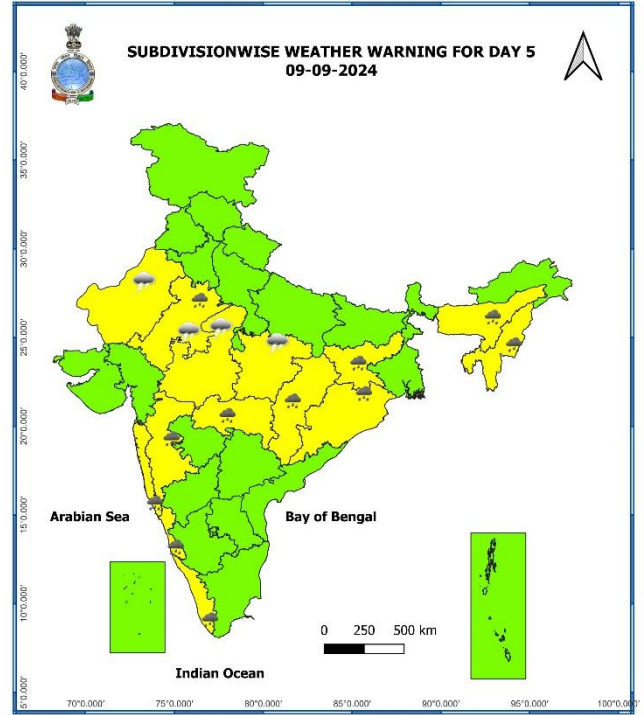 SUBDIVISIONWISE WEATHER WARNING FOR DAY 5
09-09-2024
40°0.000'
35°0.000'
30°0.000'
25°0.000'
20°0.000'
15°0.000'
10°0.000'
5°0.000'
Arabian Sea
Bay of Bengal
0 250 500 km
Indian Ocean
70°0.000' 75°0.000' 80°0.000' 85°0.000' 90°0.000' 95°0.000' 100°0.000'